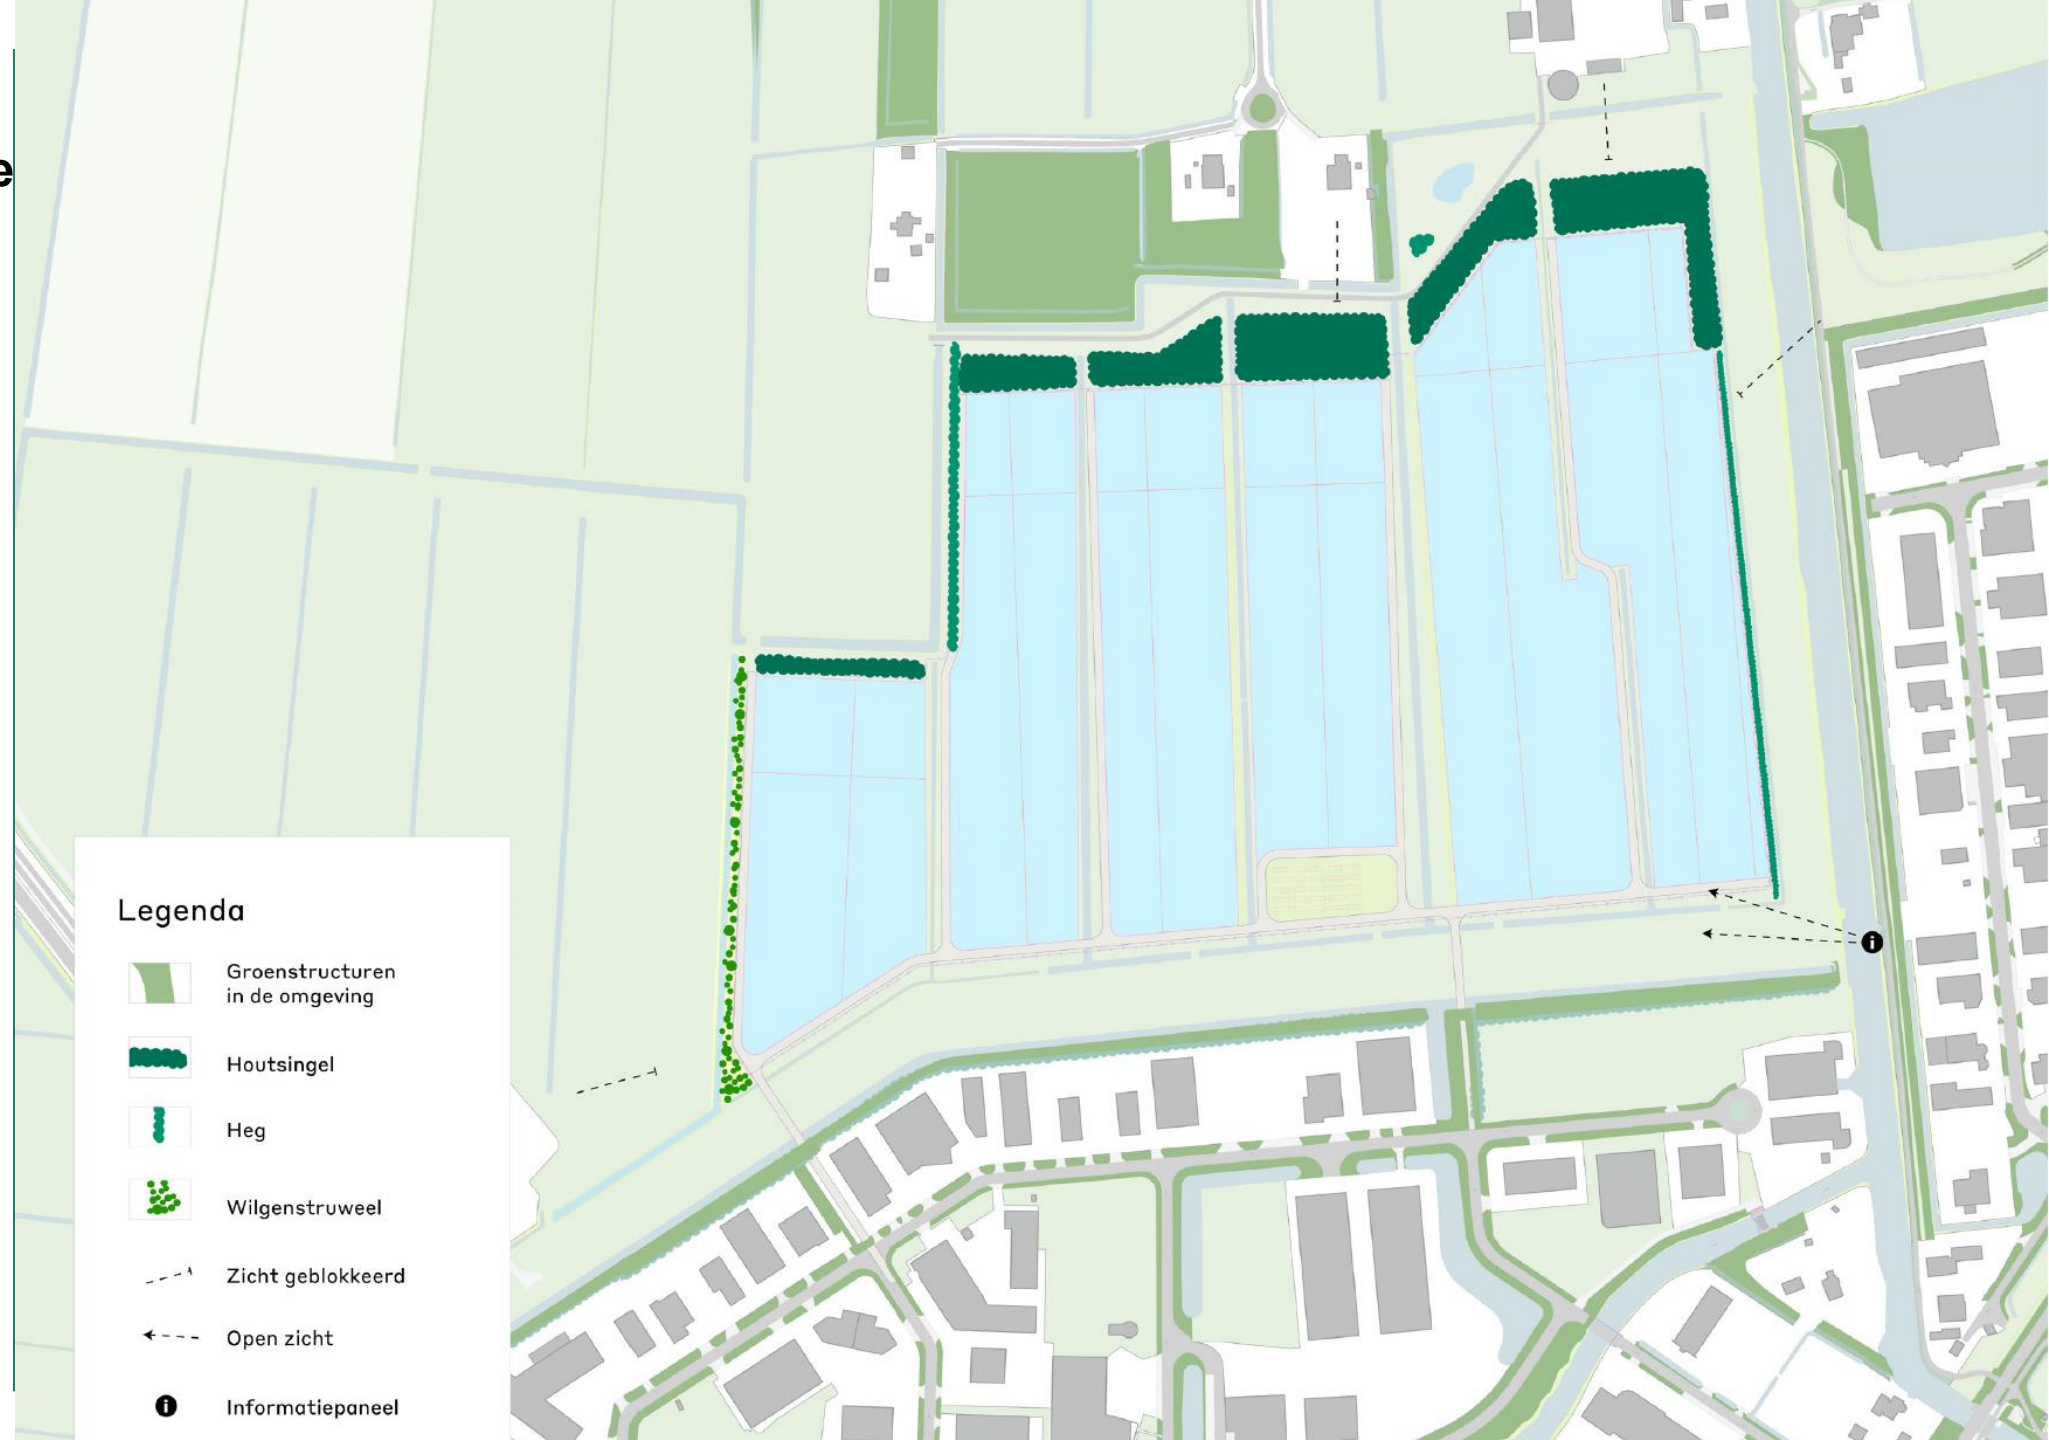 e
Legenda
Groenstructuren
in de omgeving
Houtsingel
Heg
Wilgenstruweel
Zicht geblokkeerd
Open zicht
i
Informatiepaneel
i